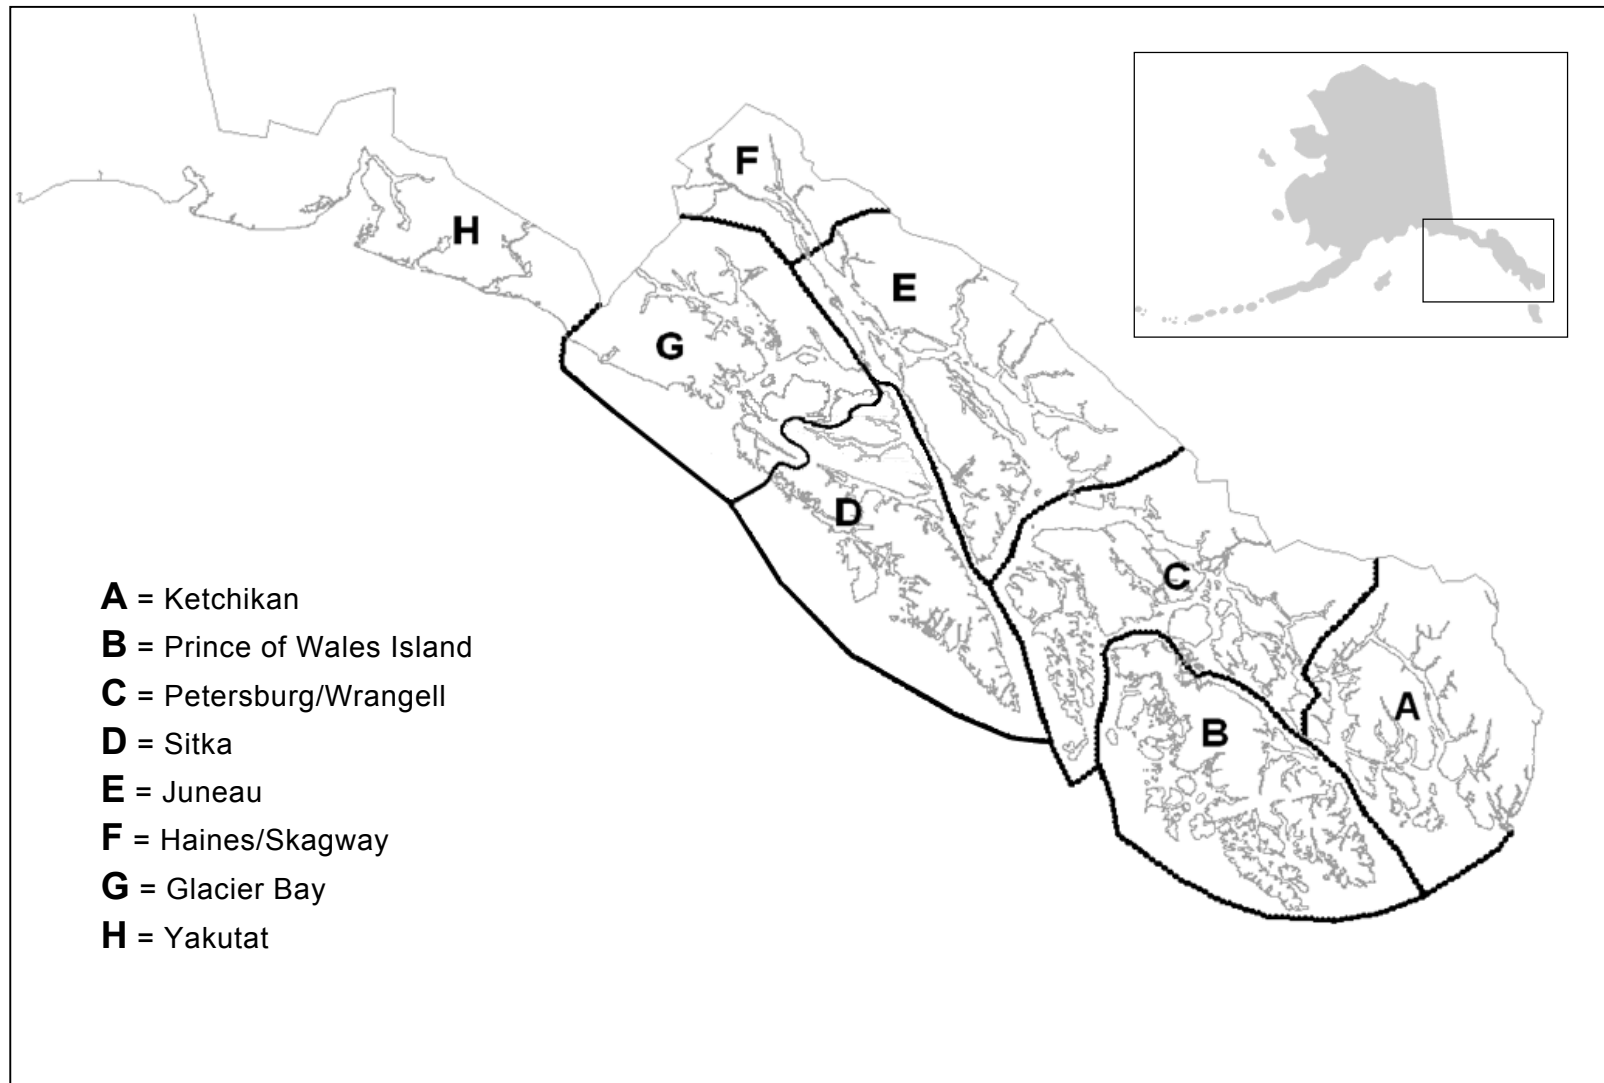 F
H
E
G
D
C
A
B
A = Ketchikan
B = Prince of Wales Island
C = Petersburg/Wrangell
D = Sitka
E = Juneau
F = Haines/Skagway
G = Glacier Bay
H = Yakutat